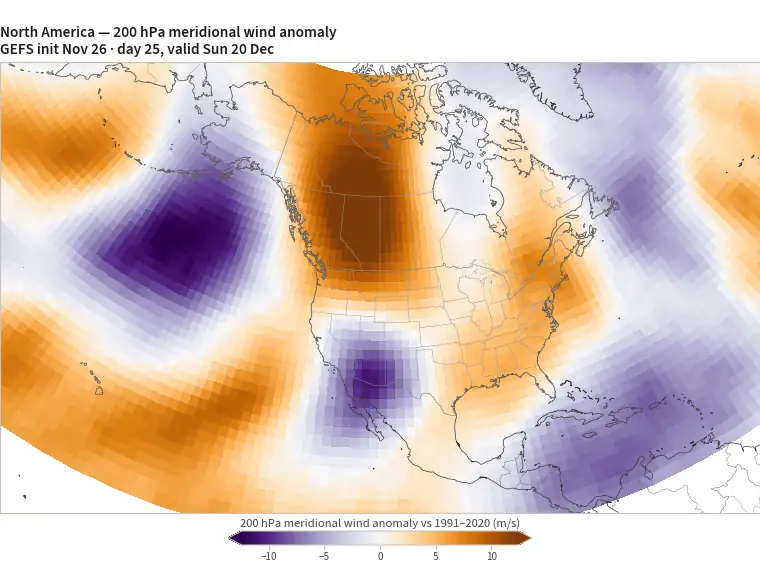 North America — 200 hPa meridional wind anomaly
GEFS init Nov 26 · day 25, valid Sun 20 Dec
200 hPa meridional wind anomaly vs 1991–2020 (m/s)
−10 −5 0 5 10